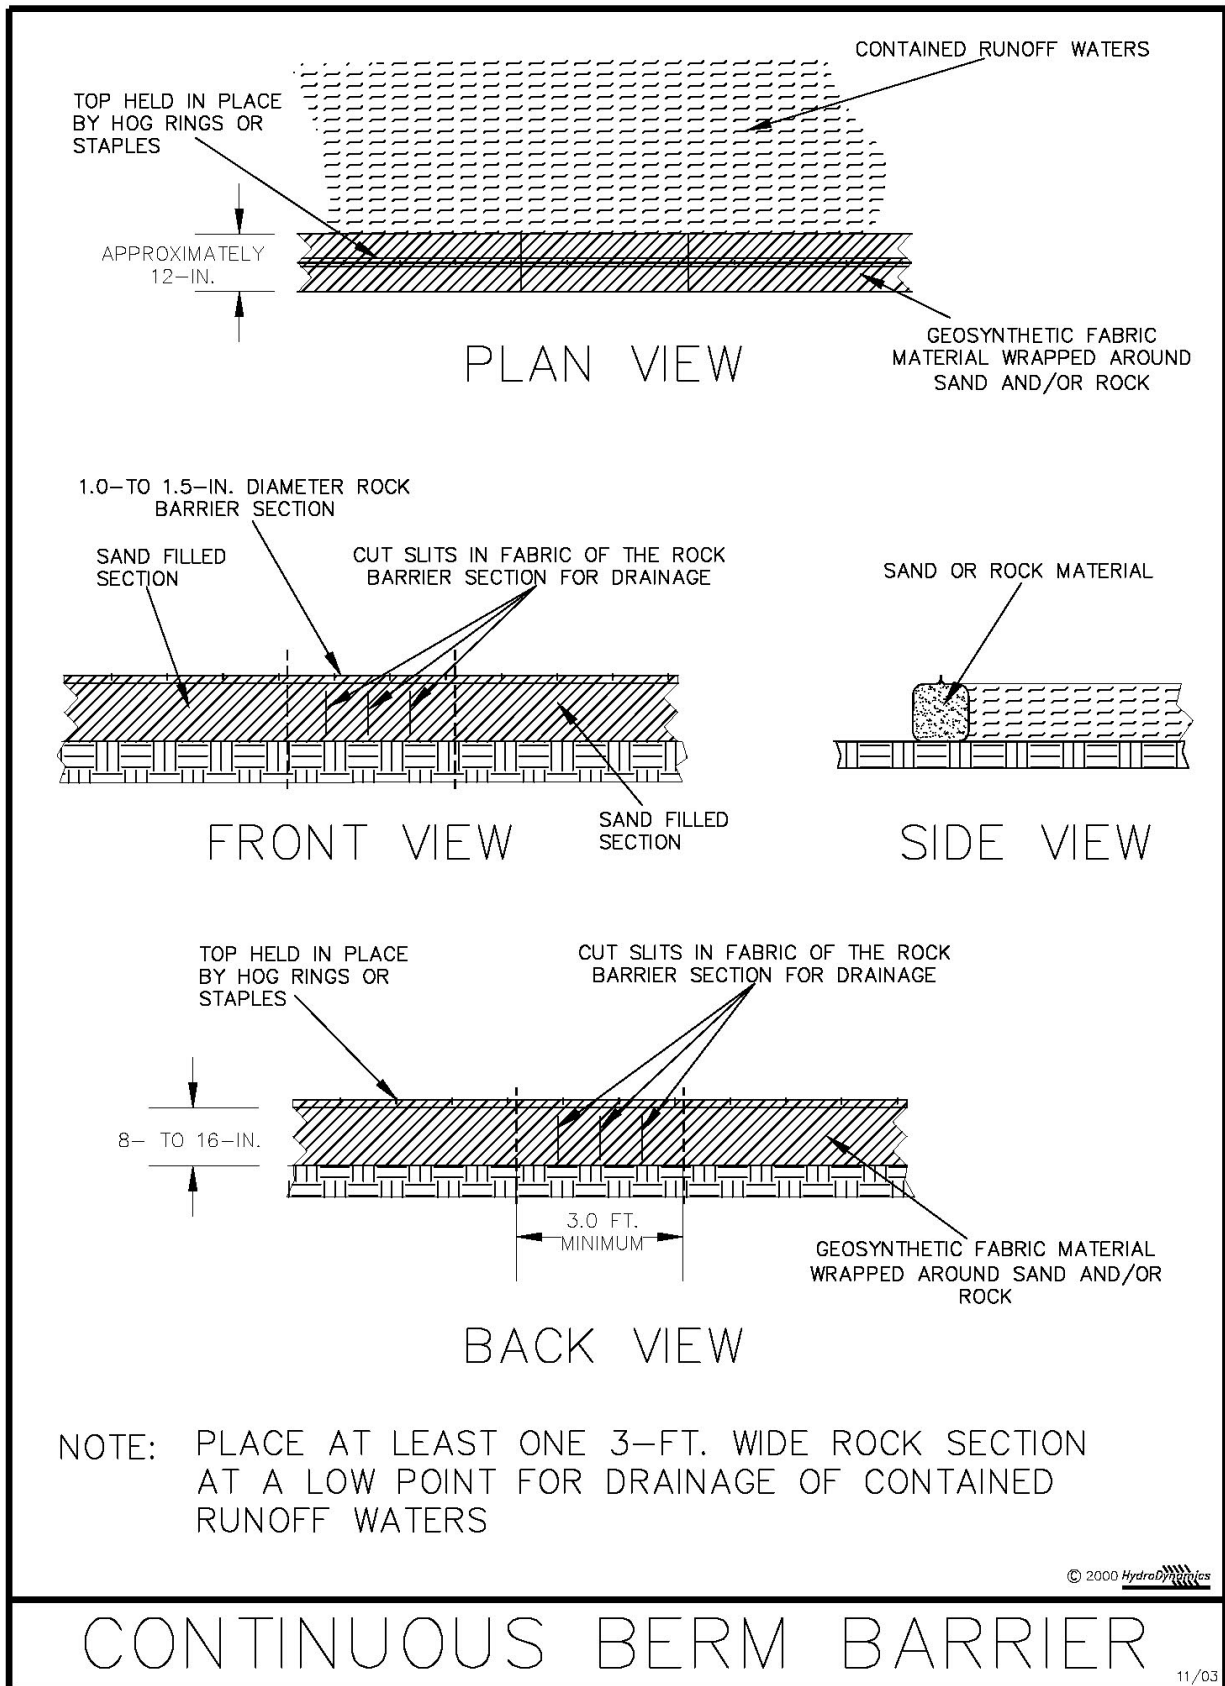 CONTAINED RUNOFF WATERS
TOP HELD IN PLACE
BY HOG RINGS OR
STAPLES
APPROXIMATELY
12-IN.
GEOSYNTHETIC FABRIC
MATERIAL WRAPPED AROUND
SAND AND/OR ROCK
PLAN VIEW
1.0-TO 1.5-IN. DIAMETER ROCK
BARRIER SECTION
SAND FILLED
SECTION
CUT SLITS IN FABRIC OF THE ROCK
BARRIER SECTION FOR DRAINAGE
SAND OR ROCK MATERIAL
SAND FILLED
SECTION
FRONT VIEW
SIDE VIEW
TOP HELD IN PLACE
BY HOG RINGS OR
STAPLES
CUT SLITS IN FABRIC OF THE ROCK
BARRIER SECTION FOR DRAINAGE
8- TO 16-IN.
3.0 FT.
MINIMUM
GEOSYNTHETIC FABRIC MATERIAL
WRAPPED AROUND SAND AND/OR
ROCK
BACK VIEW
NOTE: PLACE AT LEAST ONE 3-FT. WIDE ROCK SECTION
AT A LOW POINT FOR DRAINAGE OF CONTAINED
RUNOFF WATERS
© 2000 HydroDynamics
CONTINUOUS BERM BARRIER
11/03